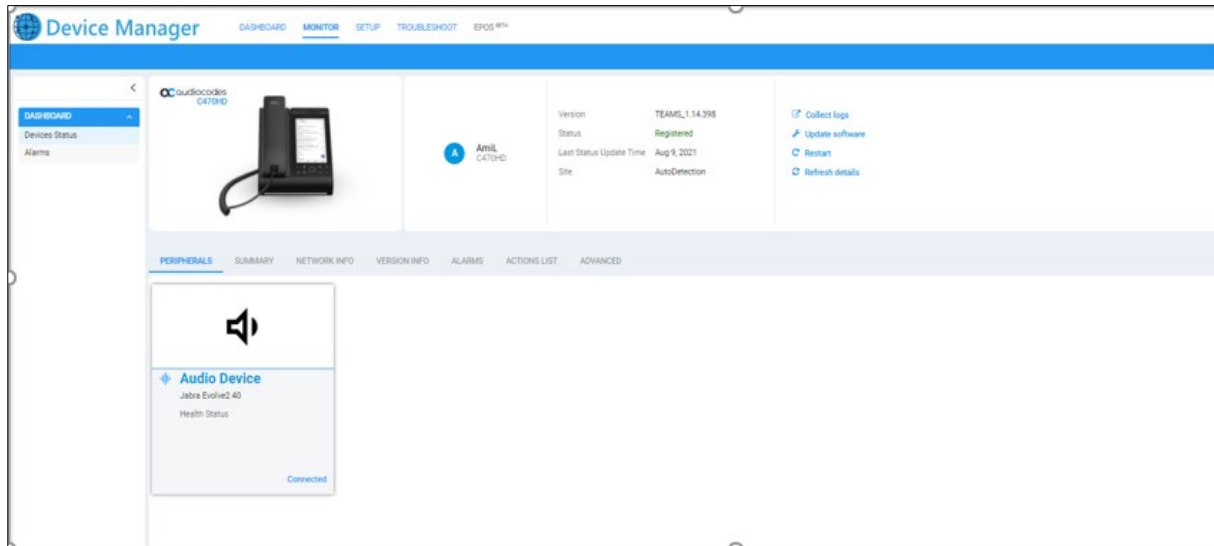 Device Manager
DASHBOARD MONITOR SETUP TROUBLESHOOT EPOS BETA
DASHBOARD
Devices Status
Alarms
audiocodes
C470HD
A
AmiL
C470HD
Version TEAMS_1.14.398
Status Registered
Last Status Update Time Aug 9, 2021
Site AutoDetection
Collect logs
Update software
Restart
Refresh details
PERIPHERALS SUMMARY NETWORK INFO VERSION INFO ALARMS ACTIONS LIST ADVANCED
Audio Device
Jabra Evolve2 40
Health Status
Connected